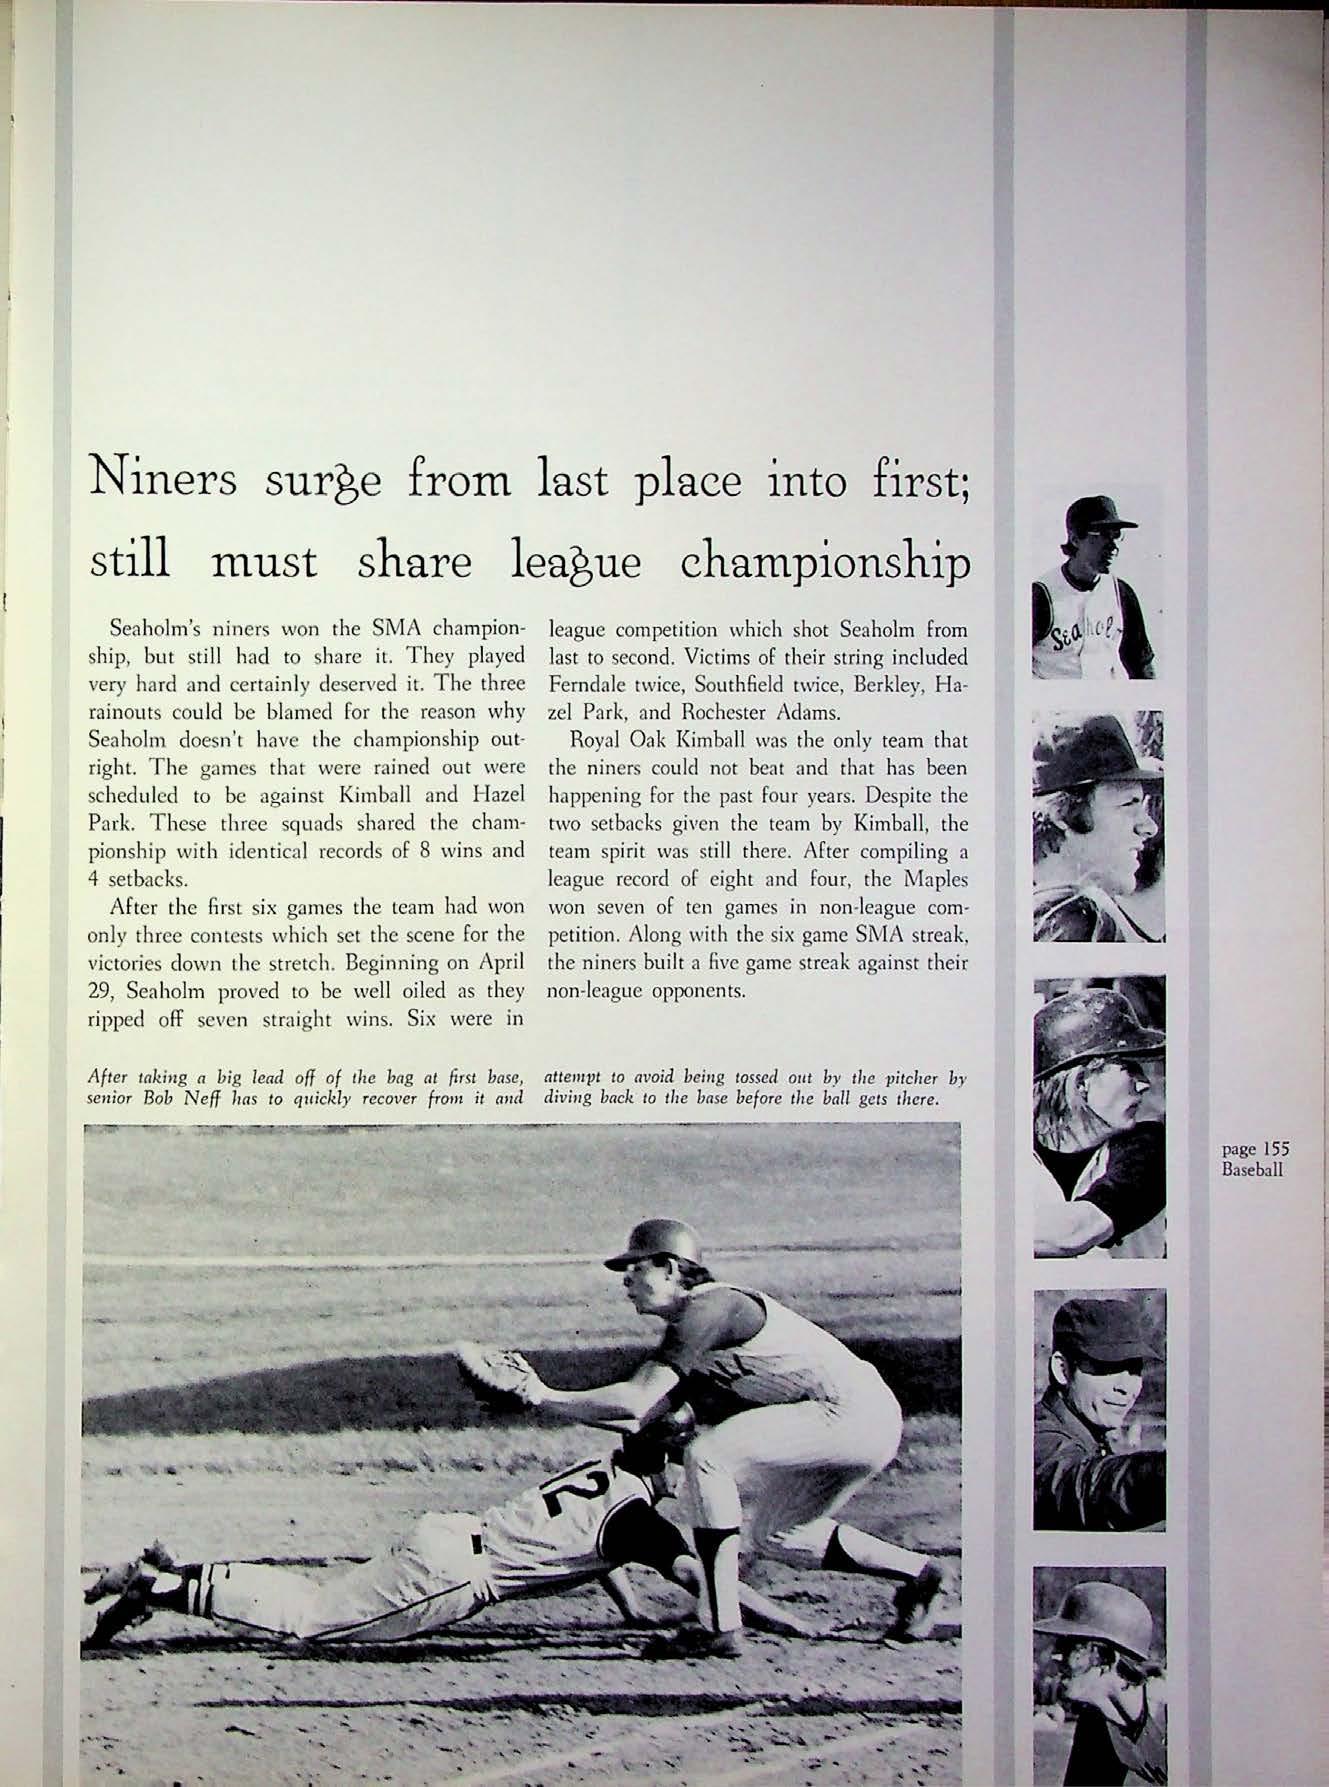 Niners surge from last place into first;
still must share league championship
Seaholm's niners won the SMA champion-
ship, but still had to share it. They played
very hard and certainly deserved it. The three
rainouts could be blamed for the reason why
Seaholm doesn't have the championship out-
right. The games that were rained out were
scheduled to be against Kimball and Hazel
Park. These three squads shared the cham-
pionship with identical records of 8 wins and
4 setbacks.
After the first six games the team had won
only three contests which set the scene for the
victories down the stretch. Beginning on April
29, Seaholm proved to be well oiled as they
ripped off seven straight wins. Six were in
league competition which shot Seaholm from
last to second. Victims of their string included
Ferndale twice, Southfield twice, Berkley, Ha-
zel Park, and Rochester Adams.
Royal Oak Kimball was the only team that
the niners could not beat and that has been
happening for the past four years. Despite the
two setbacks given the team by Kimball, the
team spirit was still there. After compiling a
league record of eight and four, the Maples
won seven of ten games in non-league com-
petition. Along with the six game SMA streak,
the niners built a five game streak against their
non-league opponents.
After taking a big lead off of the bag at first base,
senior Bob Neff has to quickly recover from it and
attempt to avoid being tossed out by the pitcher by
diving back to the base before the ball gets there.
12
Seaholm
page 155
Baseball